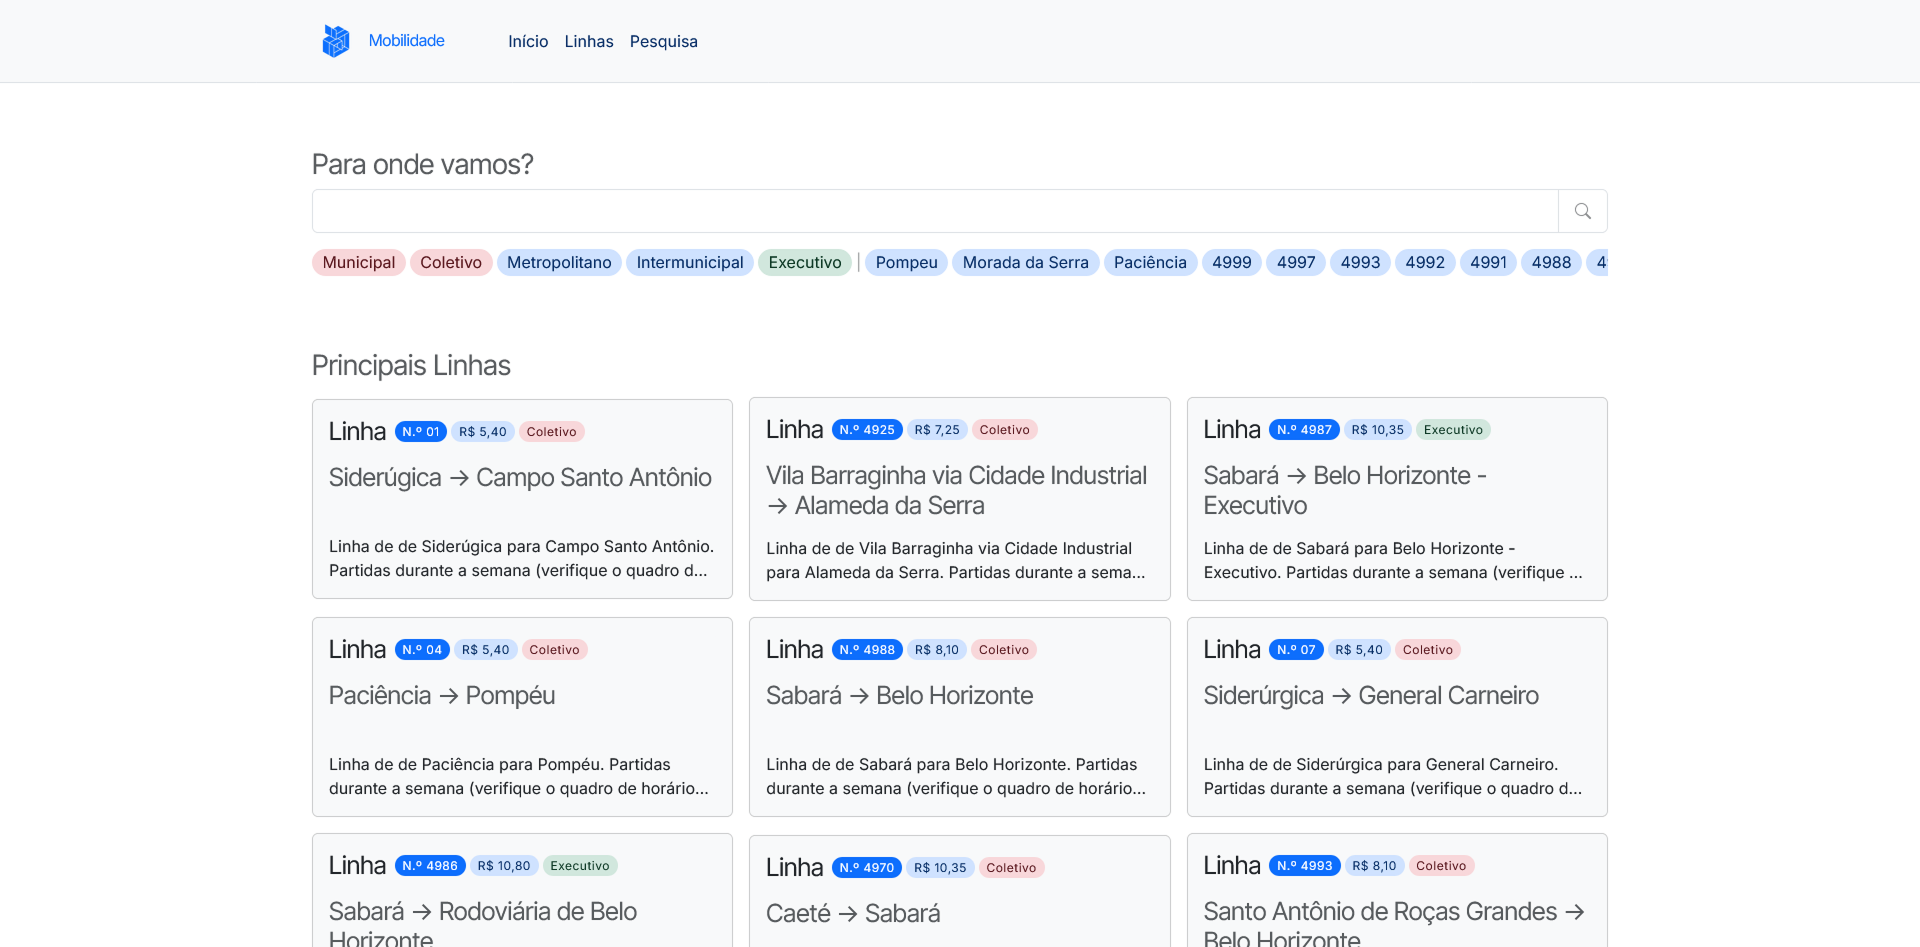 Mobilidade
Início Linhas Pesquisa
Para onde vamos?
Municipal Coletivo Metropolitano Intermunicipal Executivo | Pompeu Morada da Serra Paciência 4999 4997 4993 4992 4991 4988
Principais Linhas
Linha N.º 01 R$ 5,40 Coletivo
Siderúgica → Campo Santo Antônio
Linha de de Siderúgica para Campo Santo Antônio.
Partidas durante a semana (verifique o quadro d...
Linha N.º 4925 R$ 7,25 Coletivo
Vila Barraginha via Cidade Industrial
→ Alameda da Serra
Linha de de Vila Barraginha via Cidade Industrial
para Alameda da Serra. Partidas durante a sema...
Linha N.º 4987 R$ 10,35 Executivo
Sabará → Belo Horizonte -
Executivo
Linha de de Sabará para Belo Horizonte -
Executivo. Partidas durante a semana (verifique ...
Linha N.º 04 R$ 5,40 Coletivo
Paciência → Pompéu
Linha de de Paciência para Pompéu. Partidas
durante a semana (verifique o quadro de horário...
Linha N.º 4988 R$ 8,10 Coletivo
Sabará → Belo Horizonte
Linha de de Sabará para Belo Horizonte. Partidas
durante a semana (verifique o quadro de horário...
Linha N.º 07 R$ 5,40 Coletivo
Siderúrgica → General Carneiro
Linha de de Siderúrgica para General Carneiro.
Partidas durante a semana (verifique o quadro d...
Linha N.º 4986 R$ 10,80 Executivo
Sabará → Rodoviária de Belo
Horizonte
Linha N.º 4970 R$ 10,35 Coletivo
Caeté → Sabará
Linha N.º 4993 R$ 8,10 Coletivo
Santo Antônio de Roças Grandes →
Belo Horizonte